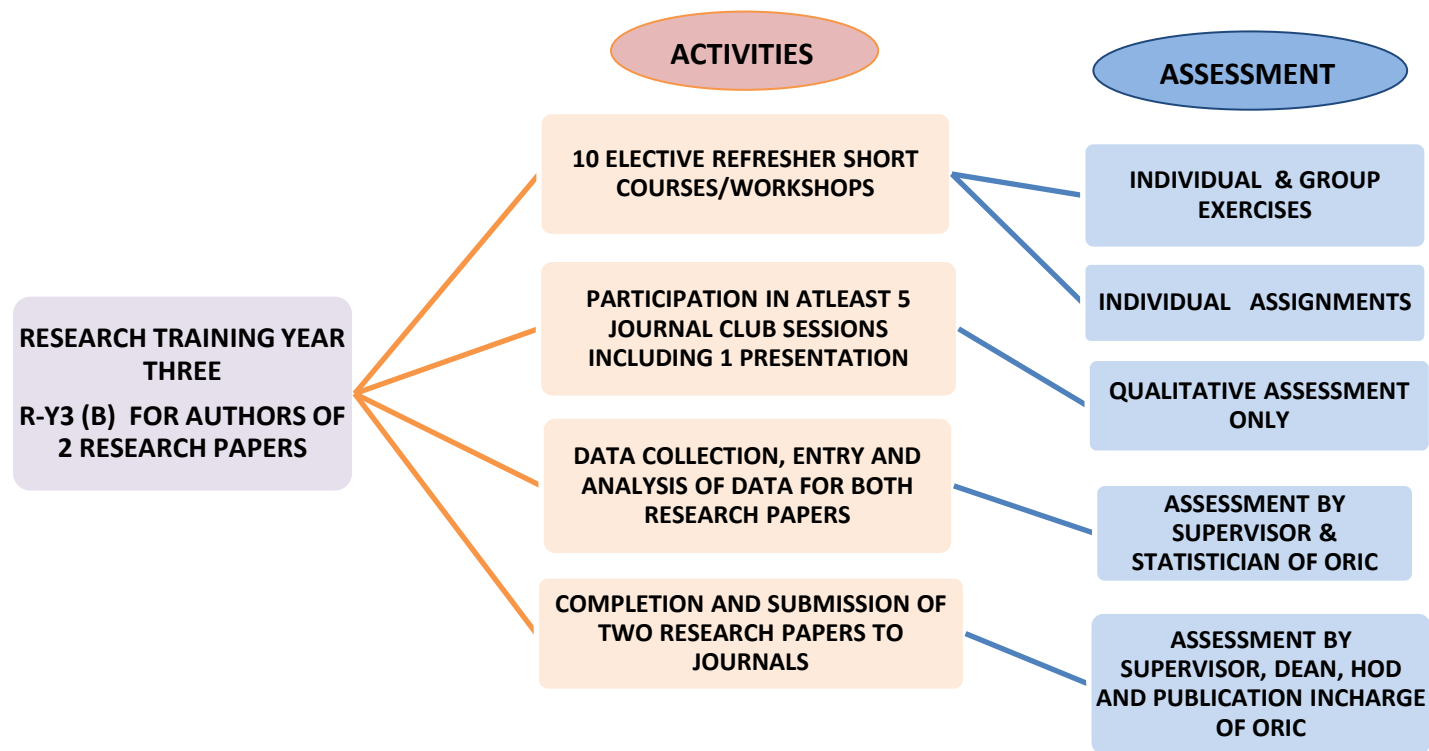 ACTIVITIES
ASSESSMENT
RESEARCH TRAINING YEAR
THREE
R-Y3 (B) FOR AUTHORS OF
2 RESEARCH PAPERS
10 ELECTIVE REFRESHER SHORT
COURSES/WORKSHOPS
PARTICIPATION IN ATLEAST 5
JOURNAL CLUB SESSIONS
INCLUDING 1 PRESENTATION
DATA COLLECTION, ENTRY AND
ANALYSIS OF DATA FOR BOTH
RESEARCH PAPERS
COMPLETION AND SUBMISSION OF
TWO RESEARCH PAPERS TO
JOURNALS
INDIVIDUAL & GROUP
EXERCISES
INDIVIDUAL ASSIGNMENTS
QUALITATIVE ASSESSMENT
ONLY
ASSESSMENT BY
SUPERVISOR &
STATISTICIAN OF ORIC
ASSESSMENT BY
SUPERVISOR, DEAN, HOD
AND PUBLICATION INCHARGE
OF ORIC